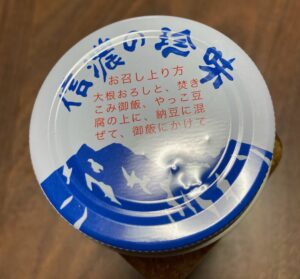 信濃の珍味
お召し上り方
大根おろしと、焚き
こみ御飯、やっこ豆
腐の上に、納豆に混
ぜて、御飯にかけて